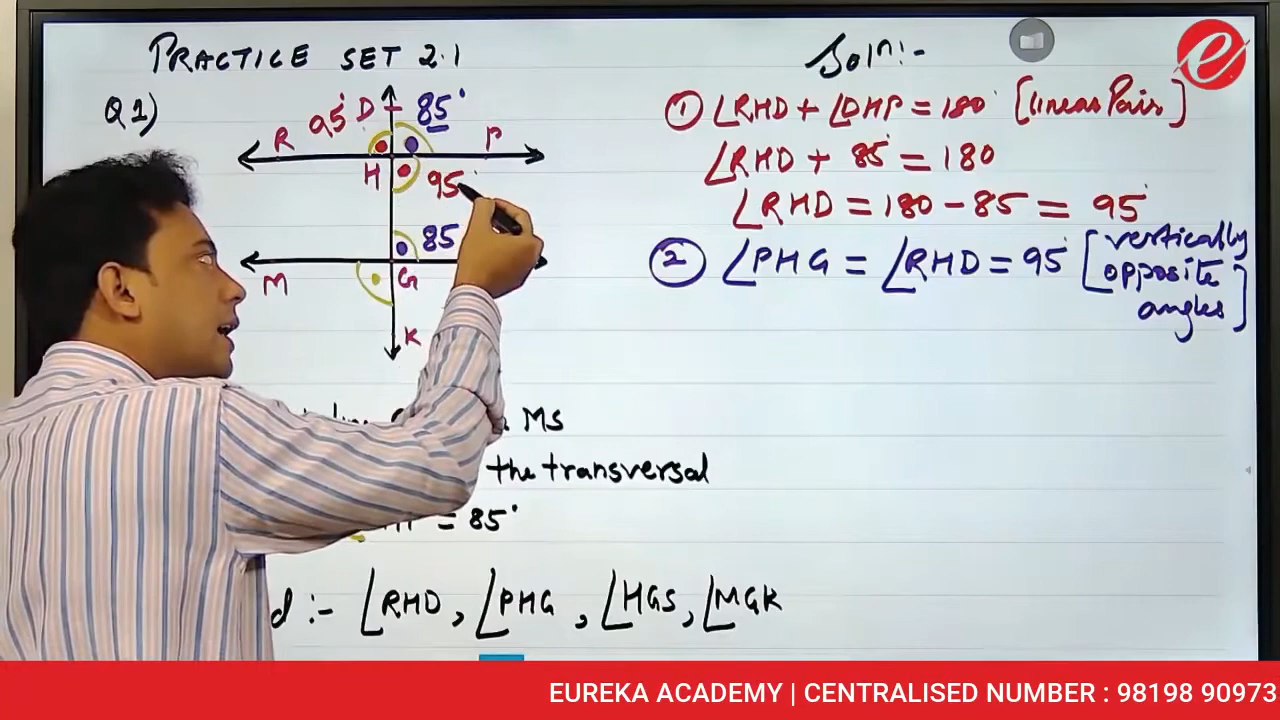 PRACTICE SET 2.1
Q1)
95° D 85°
R P
H 95°
85
M G
K
MS
the transversal
= 85°
:- ∠RHD, ∠PHG, ∠HGS, ∠MGK
Soln:-
① ∠RHD + ∠DHP = 180° [linear Pair]
∠RHD + 85 = 180
∠RHD = 180 - 85 = 95°
② ∠PHG = ∠RHD = 95° [vertically
opposite
angles]
e
EUREKA ACADEMY | CENTRALISED NUMBER : 98198 90973